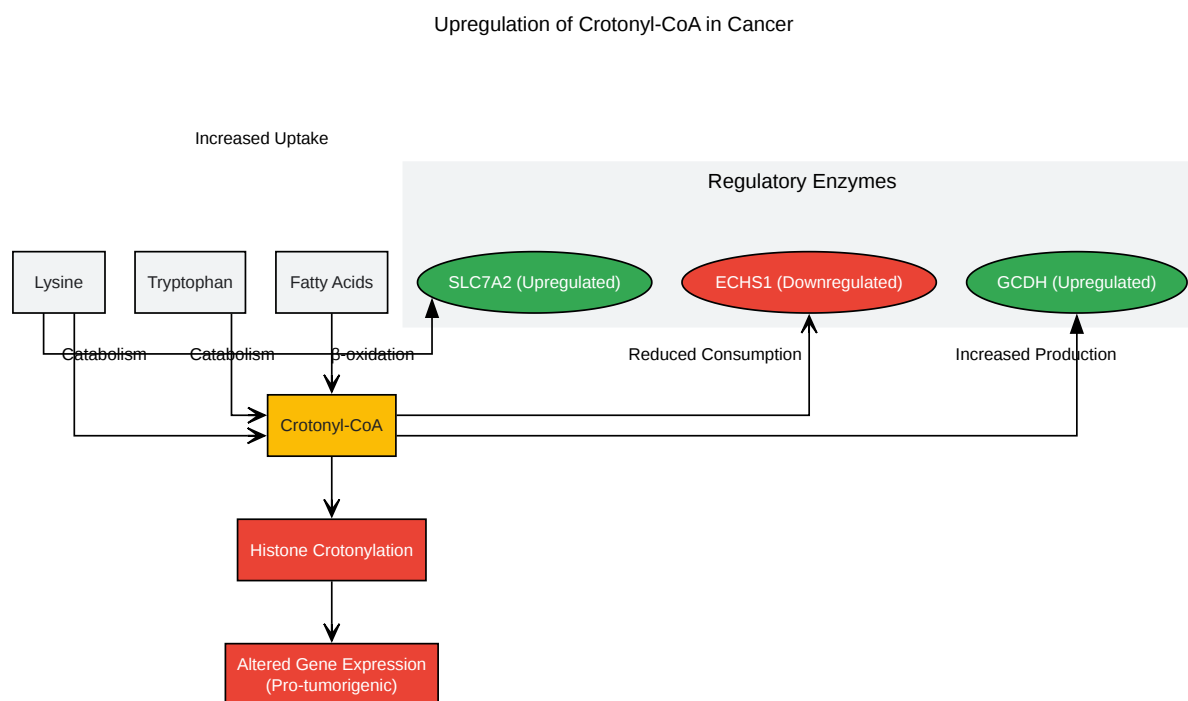 Upregulation of Crotonyl-CoA in Cancer
Increased Uptake
Regulatory Enzymes
Lysine
Tryptophan
Fatty Acids
SLC7A2 (Upregulated)
ECHS1 (Downregulated)
GCDH (Upregulated)
Catabolism
Catabolism
β-oxidation
Reduced Consumption
Increased Production
Crotonyl-CoA
Histone Crotonylation
Altered Gene Expression
(Pro-tumorigenic)